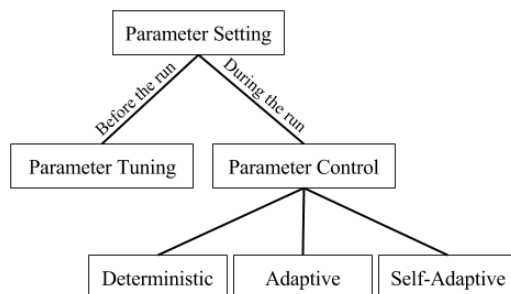 Parameter Setting
Before the run
During the run
Parameter Tuning
Parameter Control
Deterministic
Adaptive
Self-Adaptive